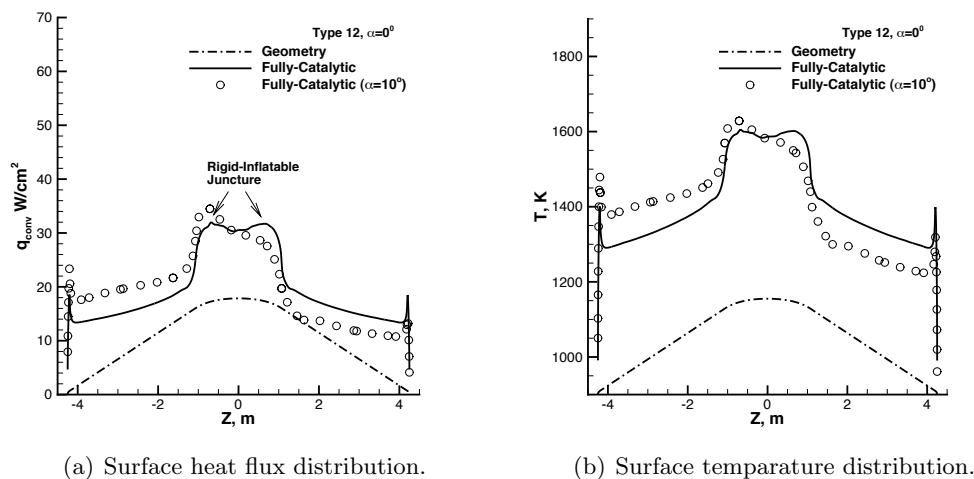 Type 12, α=0⁰
Geometry
Fully-Catalytic
Fully-Catalytic (α=10°)
Rigid-Inflatable
Juncture
70
60
50
40
30
20
10
0
q_conv W/cm²
-4
-2
0
2
4
Z, m
(a) Surface heat flux distribution.
Type 12, α=0⁰
Geometry
Fully-Catalytic
Fully-Catalytic (α=10°)
1800
1600
1400
1200
1000
T, K
-4
-2
0
2
4
Z, m
(b) Surface temparature distribution.